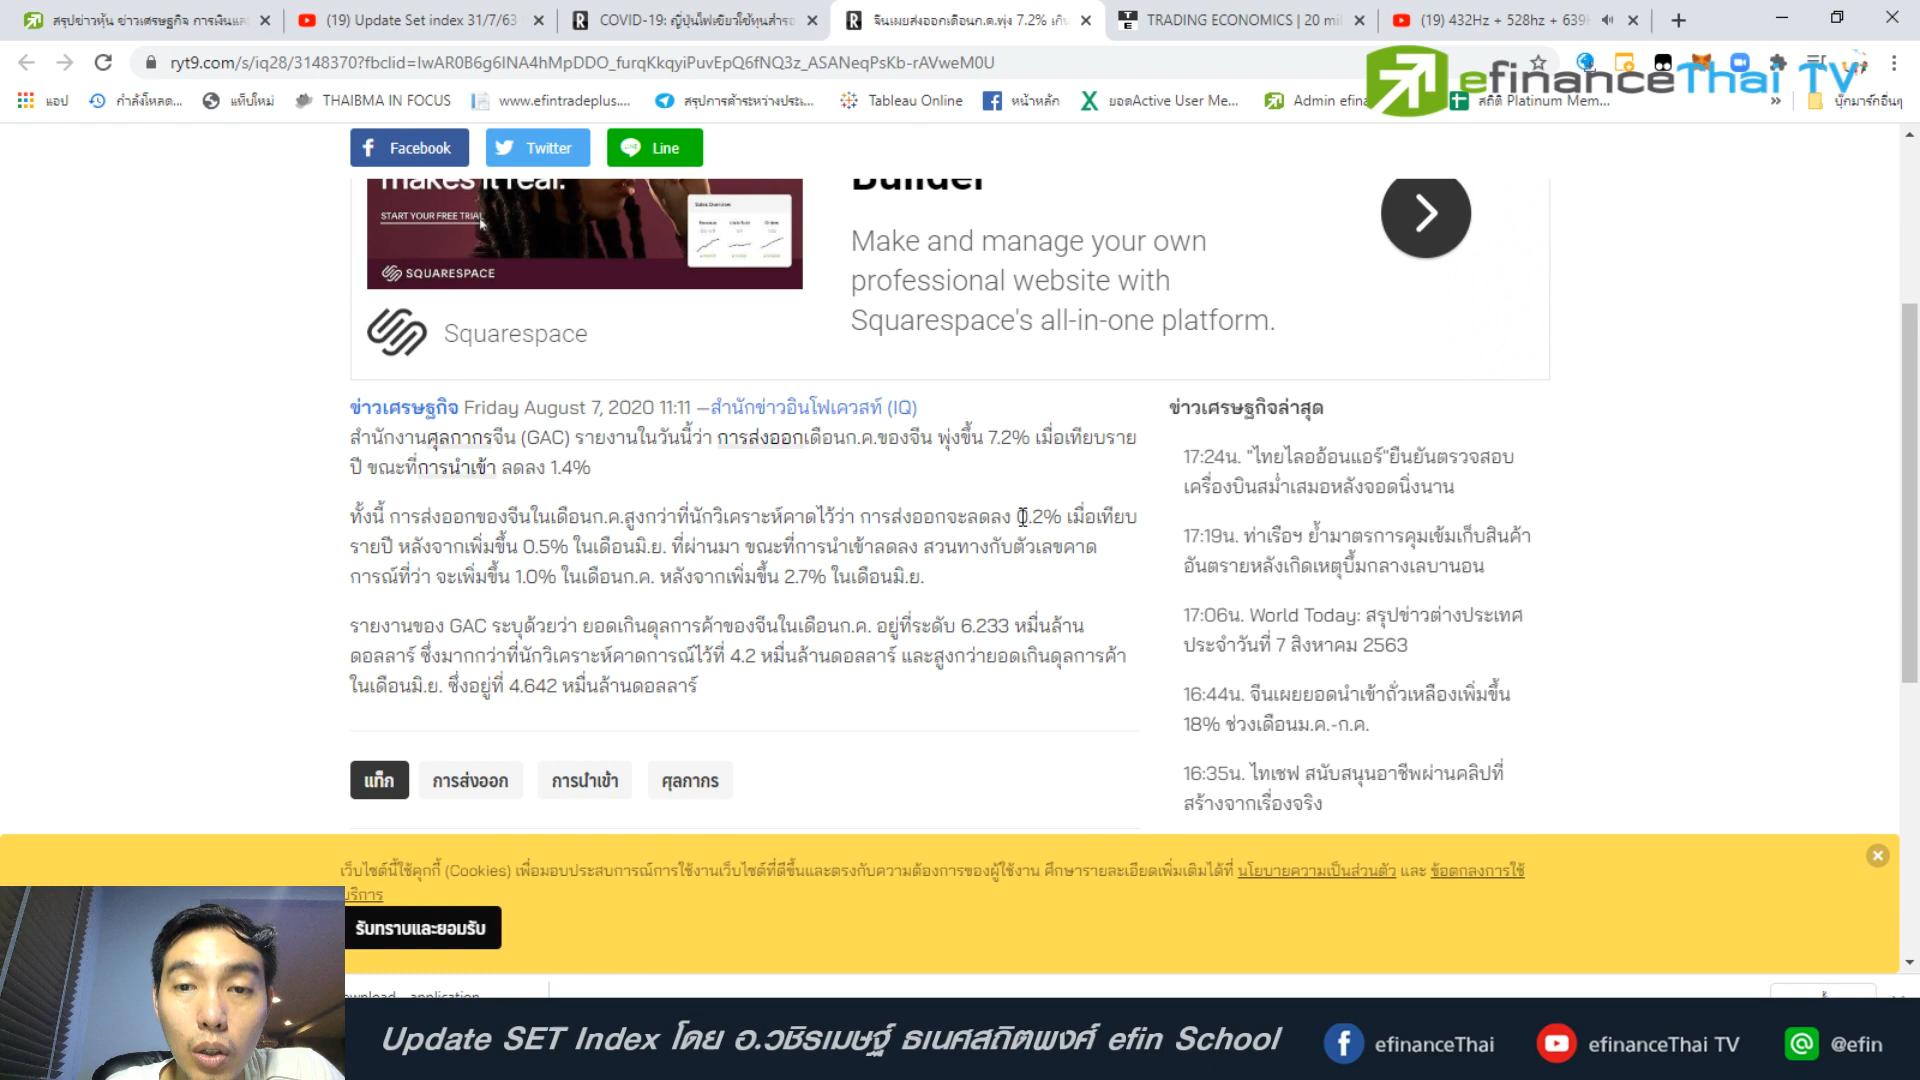 สรุปข่าวหุ้น ข่าวเศรษฐกิจ การเงินและ
(19) Update Set index 31/7/63
COVID-19: ญี่ปุ่นไฟเขียวใช้ทุนสำรอ
จีนเผยส่งออกเดือนก.ค.พุ่ง 7.2% เกิน
TRADING ECONOMICS | 20 mil
(19) 432Hz + 528hz + 639H
ryt9.com/s/iq28/3148370?fbclid=IwAR0B6g6INA4hMpDDO_furqKkqyiPuvEpQ6fNQ3z_ASANeqPsKb-rAVweM0U
efinanceThai TV
แอป
กำลังโหลด...
แท็บใหม่
THAIBMA IN FOCUS
www.efintradeplus....
สรุปการค้าระหว่างประเ...
Tableau Online
หน้าหลัก
ยอดActive User Me...
Admin efina
สถิติ Platinum Mem...
บุ๊กมาร์กอื่นๆ
Facebook
Twitter
Line
makes it real.
START YOUR FREE TRIAL
SQUARESPACE
Squarespace
Builder
Make and manage your own
professional website with
Squarespace's all-in-one platform.
ข่าวเศรษฐกิจ Friday August 7, 2020 11:11 —สำนักข่าวอินโฟเควสท์ (IQ)
สำนักงานศุลกากรจีน (GAC) รายงานในวันนี้ว่า การส่งออกเดือนก.ค.ของจีน พุ่งขึ้น 7.2% เมื่อเทียบราย
ปี ขณะที่การนำเข้า ลดลง 1.4%
ทั้งนี้ การส่งออกของจีนในเดือนก.ค.สูงกว่าที่นักวิเคราะห์คาดไว้ว่า การส่งออกจะลดลง 0.2% เมื่อเทียบ
รายปี หลังจากเพิ่มขึ้น 0.5% ในเดือนมิ.ย. ที่ผ่านมา ขณะที่การนำเข้าลดลง สวนทางกับตัวเลขคาด
การณ์ที่ว่า จะเพิ่มขึ้น 1.0% ในเดือนก.ค. หลังจากเพิ่มขึ้น 2.7% ในเดือนมิ.ย.
รายงานของ GAC ระบุด้วยว่า ยอดเกินดุลการค้าของจีนในเดือนก.ค. อยู่ที่ระดับ 6.233 หมื่นล้าน
ดอลลาร์ ซึ่งมากกว่าที่นักวิเคราะห์คาดการณ์ไว้ที่ 4.2 หมื่นล้านดอลลาร์ และสูงกว่ายอดเกินดุลการค้า
ในเดือนมิ.ย. ซึ่งอยู่ที่ 4.642 หมื่นล้านดอลลาร์
แท็ก
การส่งออก
การนำเข้า
ศุลกากร
ข่าวเศรษฐกิจล่าสุด
17:24น. "ไทยไลออ้อนแอร์"ยืนยันตรวจสอบ
เครื่องบินสม่ำเสมอหลังจอดนิ่งนาน
17:19น. ท่าเรือฯ ย้ำมาตรการคุมเข้มเก็บสินค้า
อันตรายหลังเกิดเหตุบึ้มกลางเลบานอน
17:06น. World Today: สรุปข่าวต่างประเทศ
ประจำวันที่ 7 สิงหาคม 2563
16:44น. จีนเผยยอดนำเข้าถั่วเหลืองเพิ่มขึ้น
18% ช่วงเดือนม.ค.-ก.ค.
16:35น. ไทเชฟ สนับสนุนอาชีพผ่านคลิปที่
สร้างจากเรื่องจริง
เว็บไซต์นี้ใช้คุกกี้ (Cookies) เพื่อมอบประสบการณ์การใช้งานเว็บไซต์ที่ดีขึ้นและตรงกับความต้องการของผู้ใช้งาน ศึกษารายละเอียดเพิ่มเติมได้ที่ นโยบายความเป็นส่วนตัว และ ข้อตกลงการใช้
บริการ
รับทราบและยอมรับ
Update SET Index โดย อ.วชิรเมษฐ์ ธเนศสถิตพงศ์ efin School
efinanceThai
efinanceThai TV
@efin